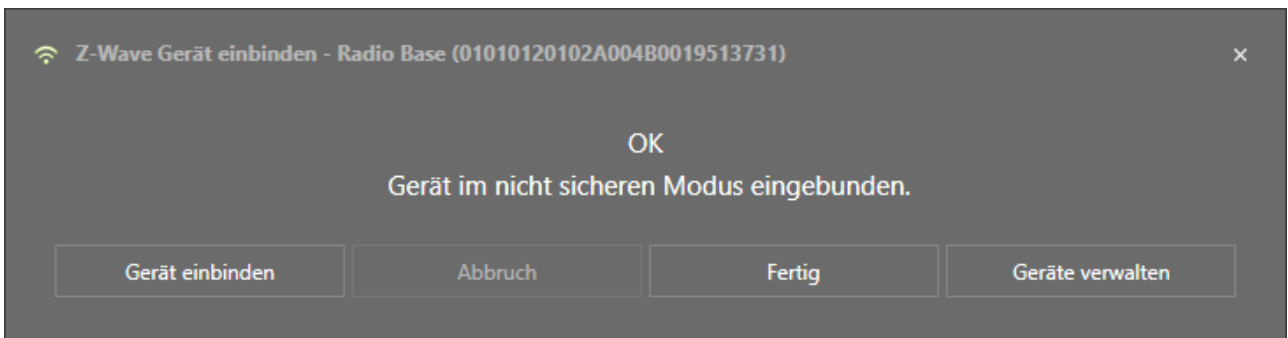 Z-Wave Gerät einbinden - Radio Base (01010120102A004B0019513731)
OK
Gerät im nicht sicheren Modus eingebunden.
Gerät einbinden Abbruch Fertig Geräte verwalten